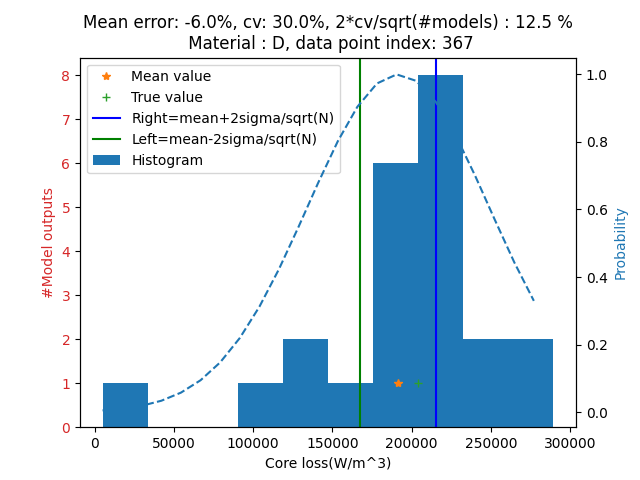 Mean error: -6.0%, cv: 30.0%, 2*cv/sqrt(#models) : 12.5 %
Material : D, data point index: 367
Mean value
True value
Right=mean+2sigma/sqrt(N)
Left=mean-2sigma/sqrt(N)
Histogram
#Model outputs
8
7
6
5
4
3
2
1
0
Probability
1.0
0.8
0.6
0.4
0.2
0.0
0 50000 100000 150000 200000 250000 300000
Core loss(W/m^3)